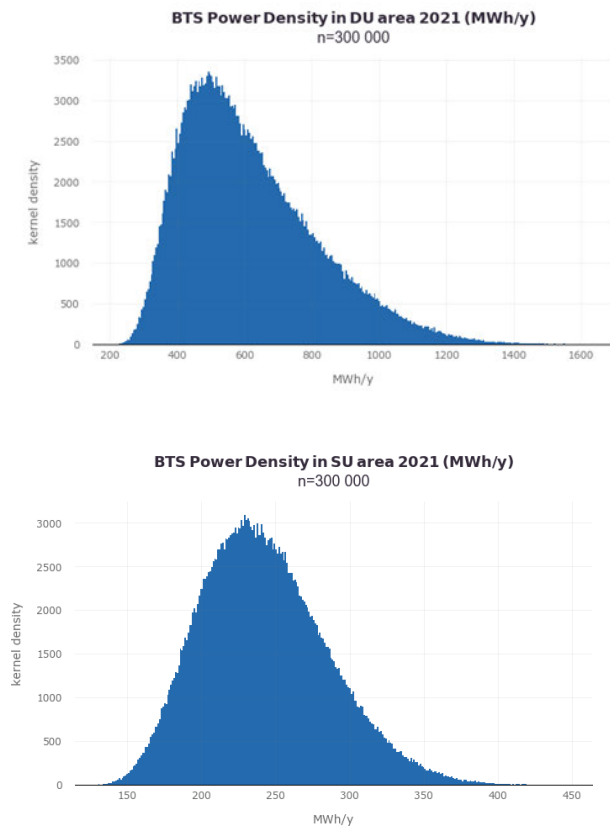 BTS Power Density in DU area 2021 (MWh/y)
n=300 000
3500
3000
2500
2000
1500
1000
500
0
kernel density
200 400 600 800 1000 1200 1400 1600
MWh/y
BTS Power Density in SU area 2021 (MWh/y)
n=300 000
3000
2500
2000
1500
1000
500
0
kernel density
150 200 250 300 350 400 450
MWh/y